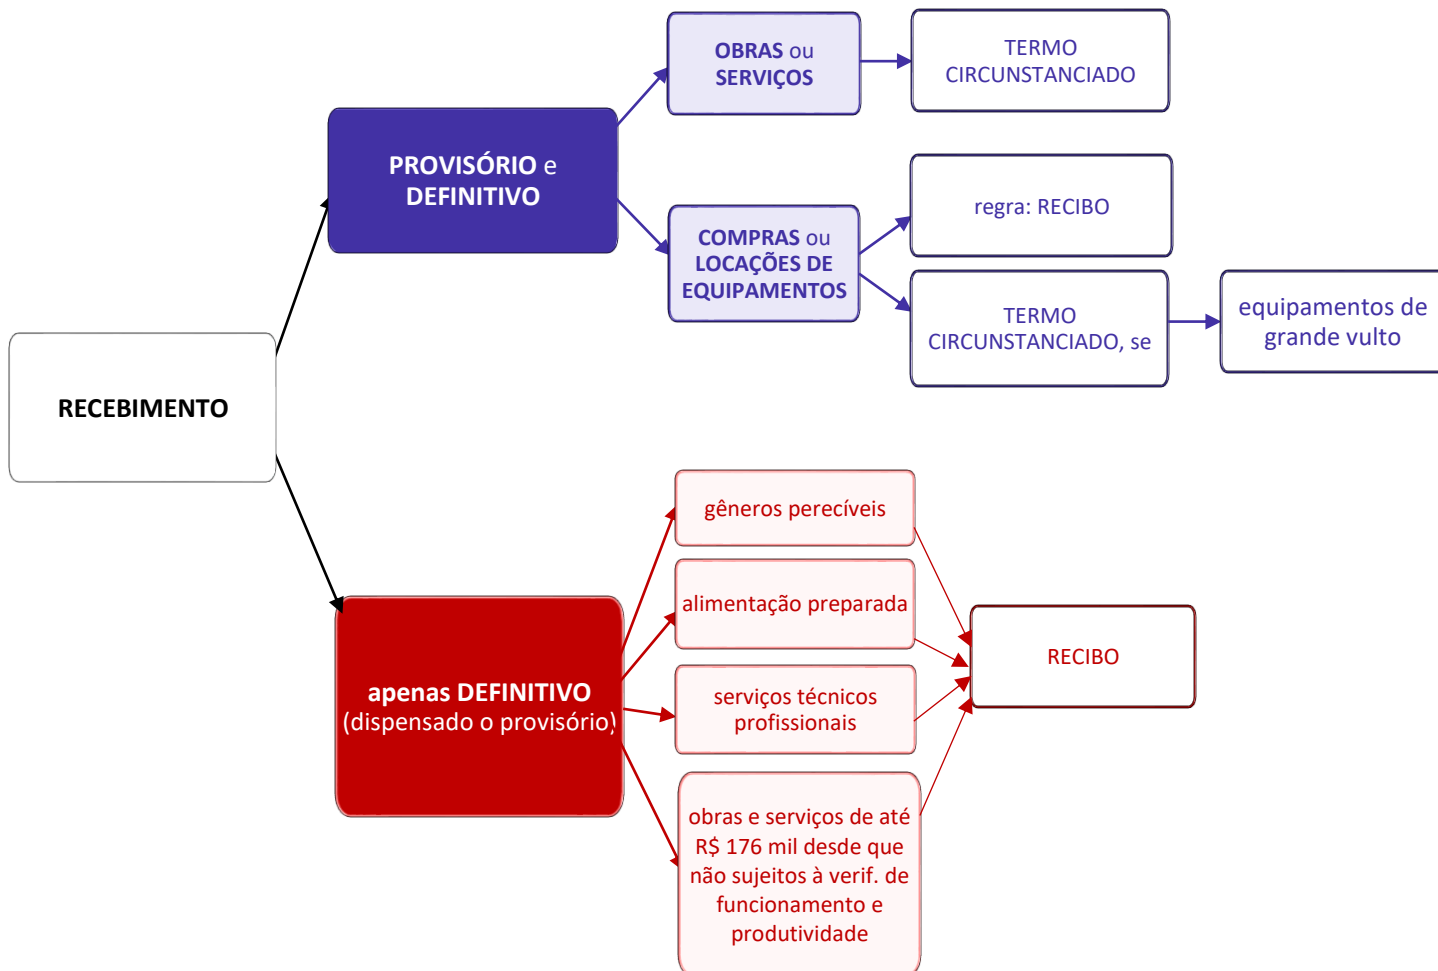 RECEBIMENTO
PROVISÓRIO e
DEFINITIVO
OBRAS ou
SERVIÇOS
TERMO
CIRCUNSTANCIADO
COMPRAS ou
LOCAÇÕES DE
EQUIPAMENTOS
regra: RECIBO
TERMO
CIRCUNSTANCIADO, se
equipamentos de
grande vulto
apenas DEFINITIVO
(dispensado o provisório)
gêneros perecíveis
alimentação preparada
serviços técnicos
profissionais
obras e serviços de até
R$ 176 mil desde que
não sujeitos à verif. de
funcionamento e
produtividade
RECIBO